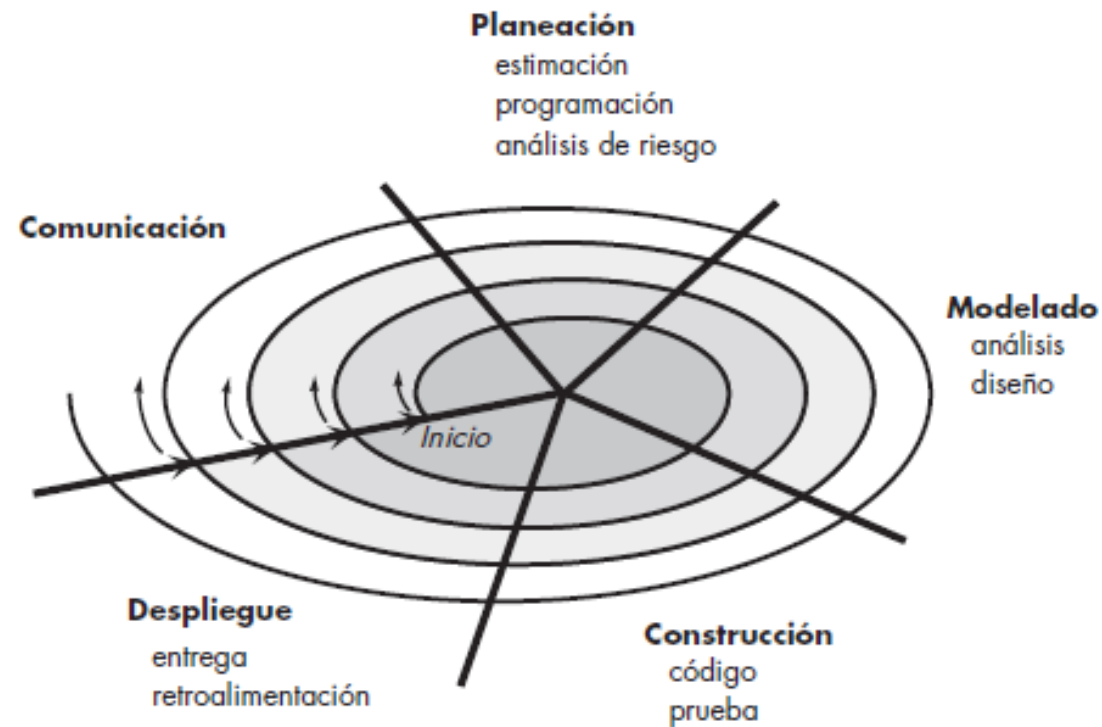 Planeación
estimación
programación
análisis de riesgo
Comunicación
Modelado
análisis
diseño
Inicio
Despliegue
entrega
retroalimentación
Construcción
código
prueba